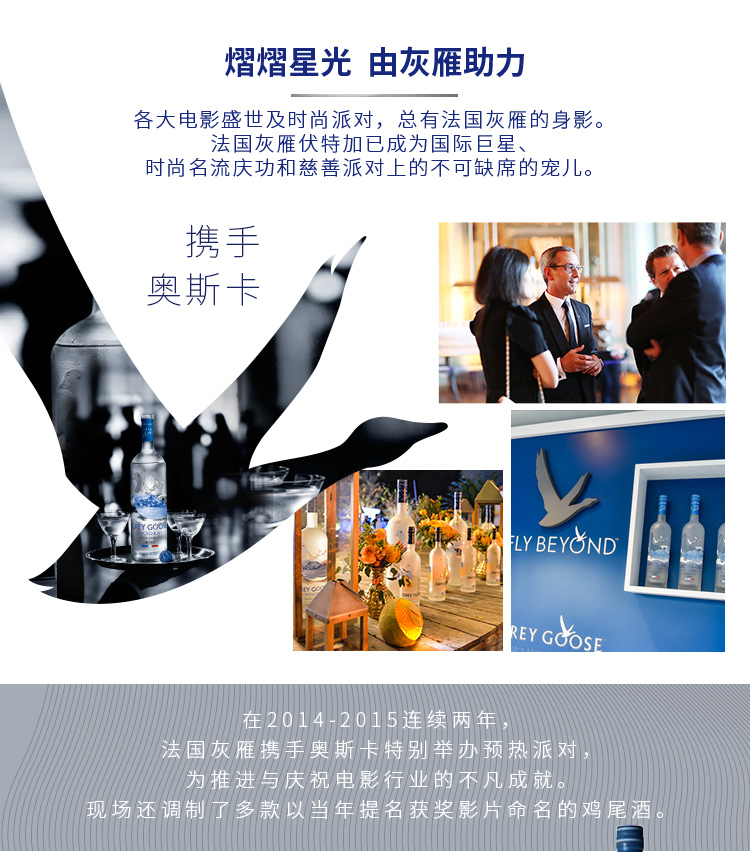 熠熠星光 由灰雁助力
各大电影盛世及时尚派对，总有法国灰雁的身影。
法国灰雁伏特加已成为国际巨星、
时尚名流庆功和慈善派对上的不可缺席的宠儿。
携手
奥斯卡
GREY GOOSE
VODKA
FLY BEYOND™
REY GOOSE
在2014-2015连续两年，
法国灰雁携手奥斯卡特别举办预热派对，
为推进与庆祝电影行业的不凡成就。
现场还调制了多款以当年提名获奖影片命名的鸡尾酒。